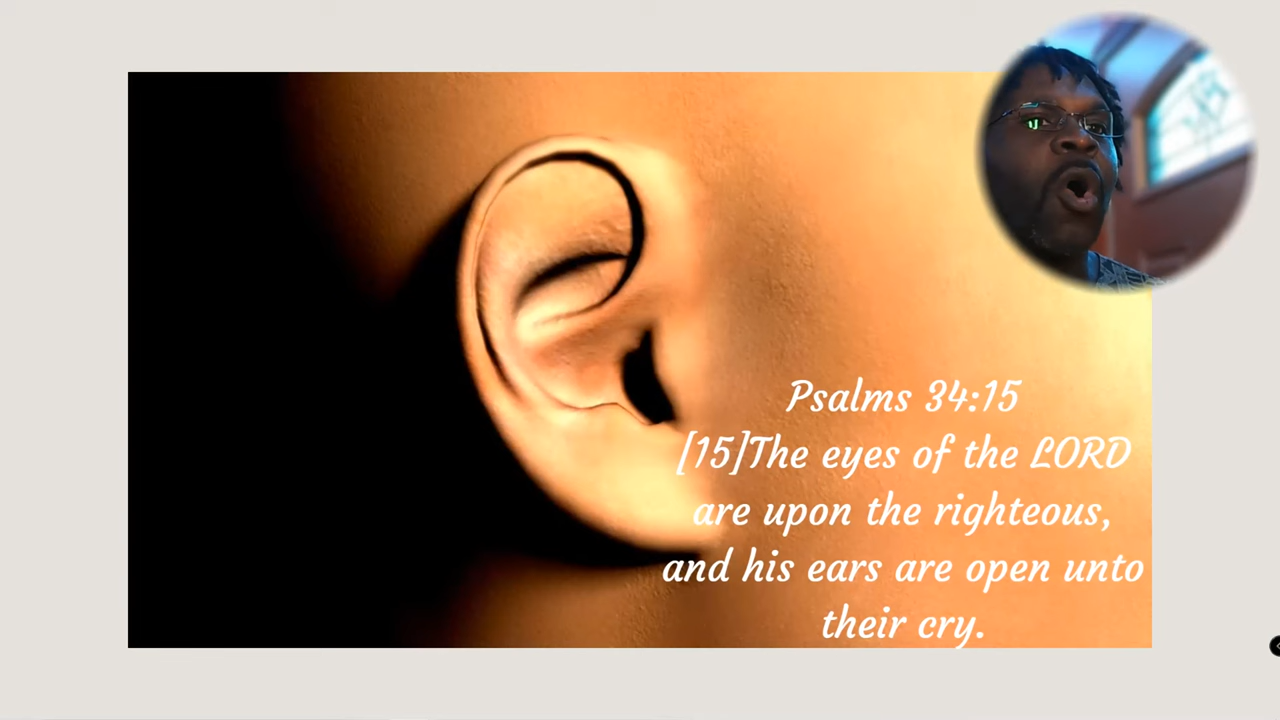 Psalms 34:15
[15]The eyes of the LORD
are upon the righteous,
and his ears are open unto
their cry.